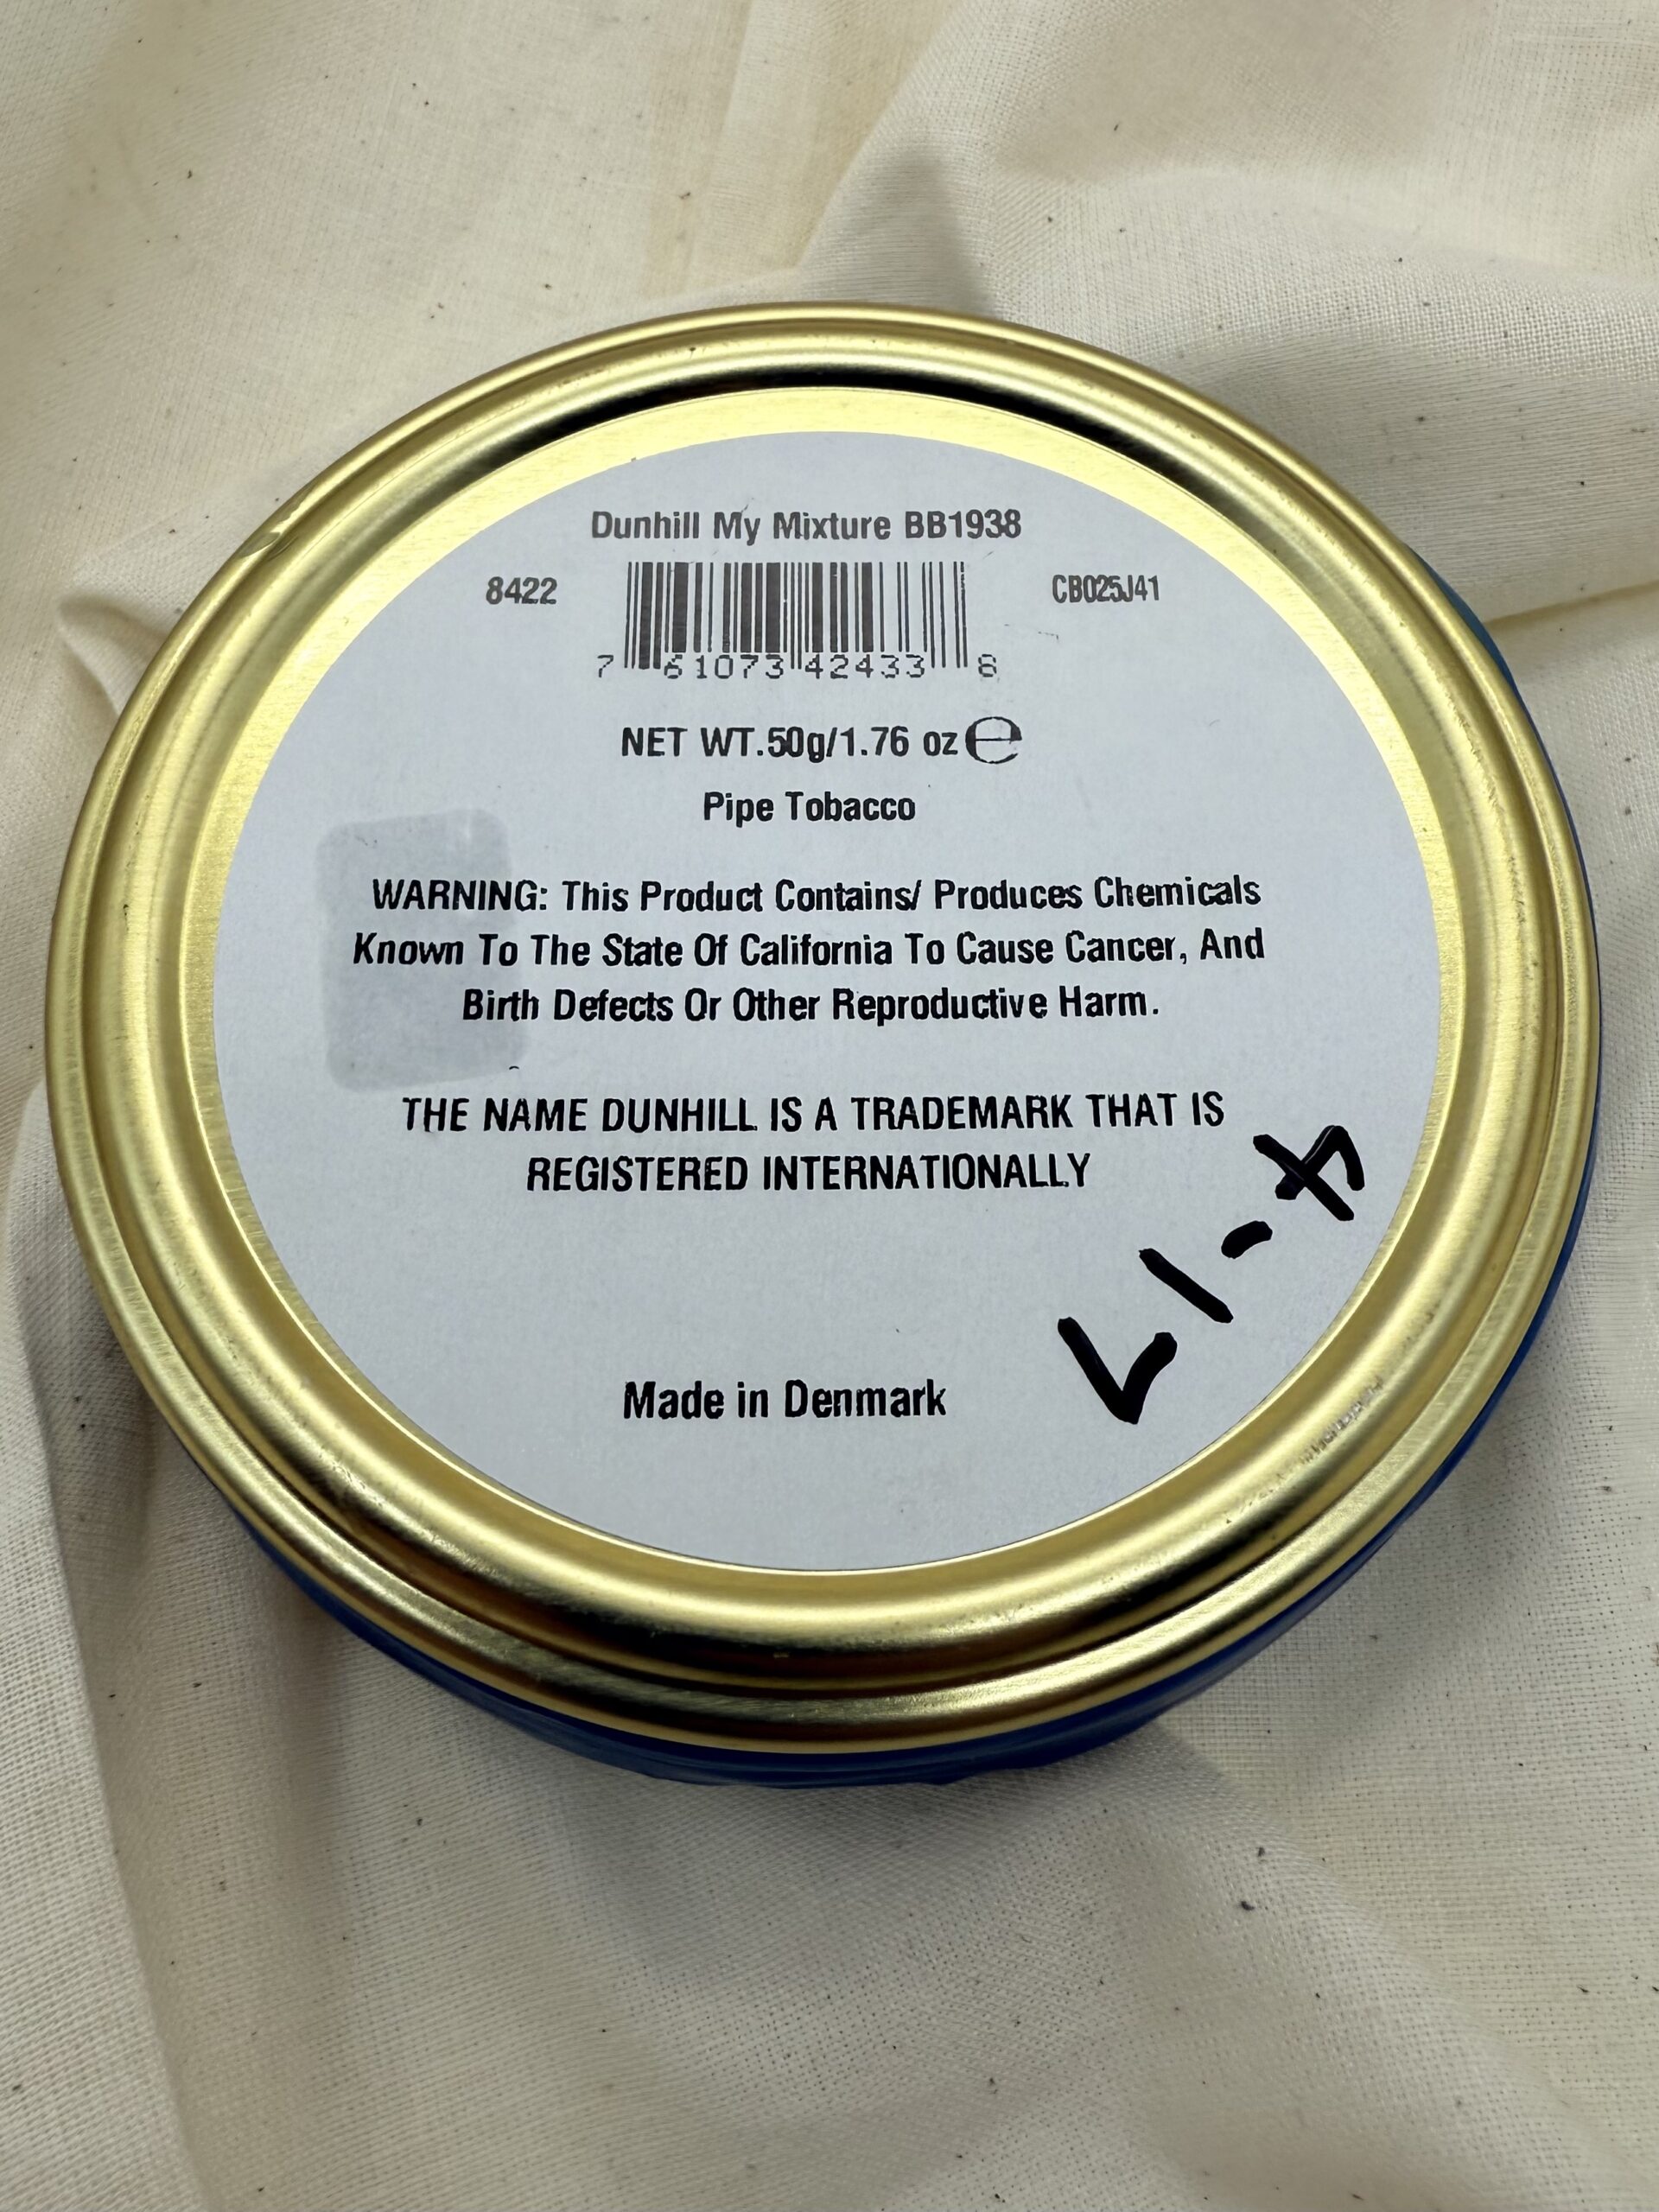 Dunhill My Mixture BB1938
8422
CB025J41
7 61073 42433 8
NET WT.50g/1.76 oz ℮
Pipe Tobacco
WARNING: This Product Contains/ Produces Chemicals
Known To The State Of California To Cause Cancer, And
Birth Defects Or Other Reproductive Harm.
THE NAME DUNHILL IS A TRADEMARK THAT IS
REGISTERED INTERNATIONALLY
4-17
Made in Denmark